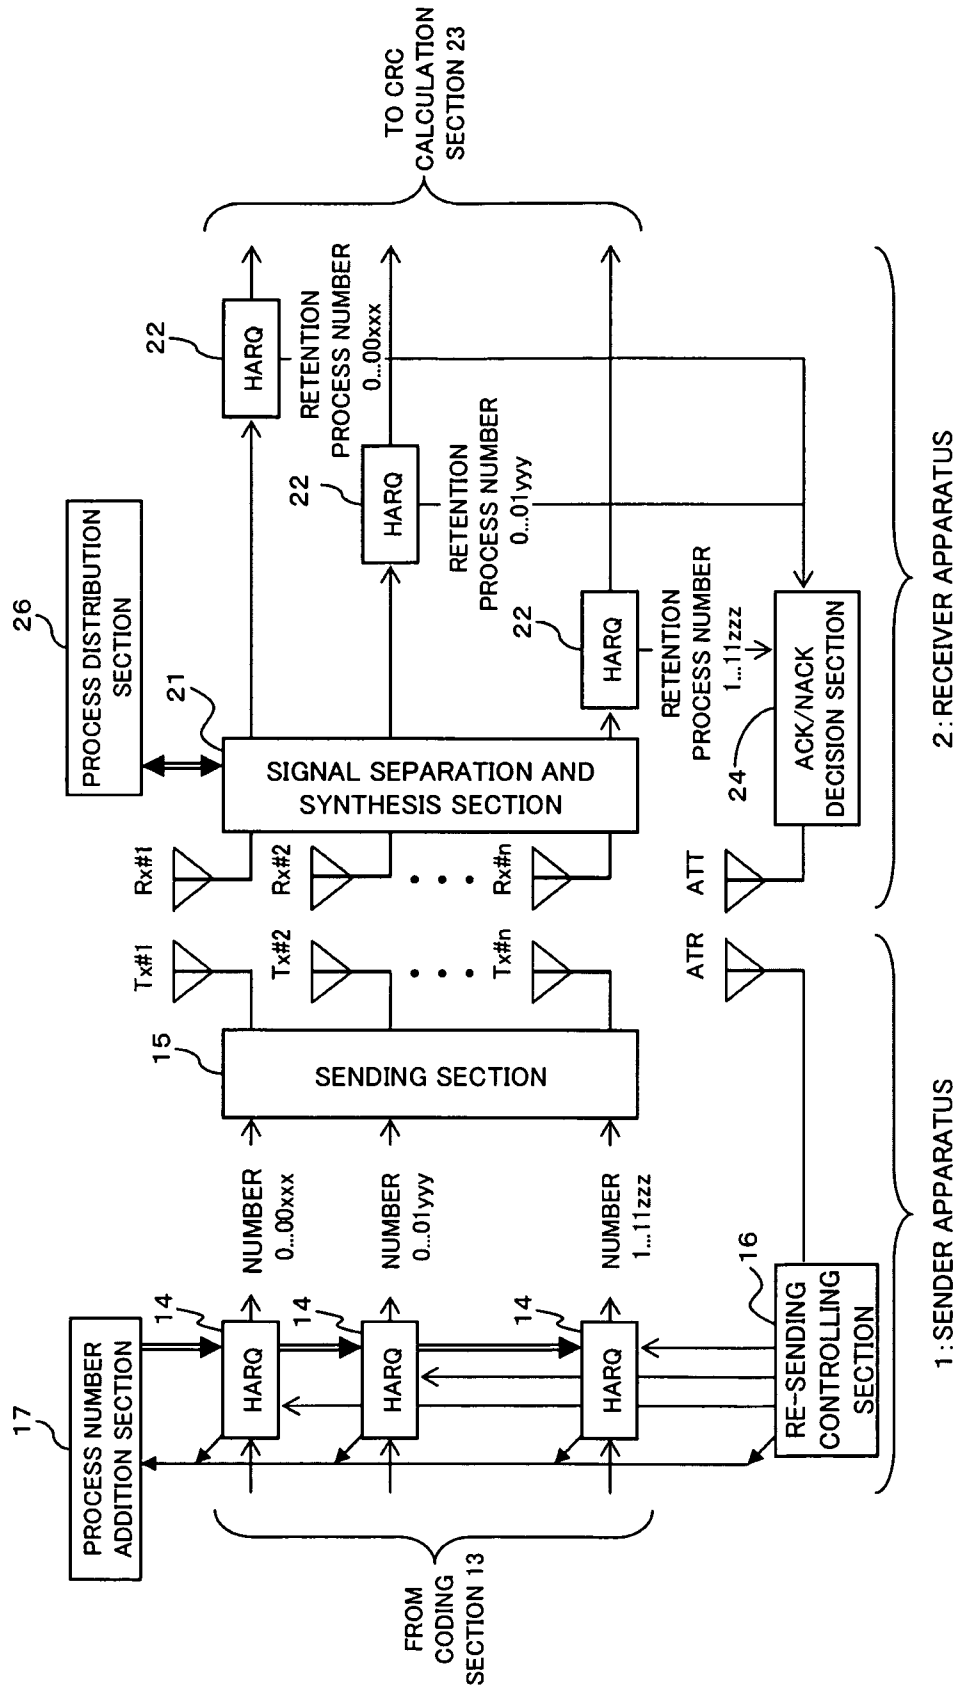 17
PROCESS NUMBER
ADDITION SECTION
26
PROCESS DISTRIBUTION
SECTION
FROM
CODING
SECTION 13
14
HARQ
NUMBER
0...00xxx
14
HARQ
NUMBER
0...01yyy
14
HARQ
NUMBER
1...11zzz
16
RE-SENDING
CONTROLLING
SECTION
15
SENDING SECTION
Tx#1
Tx#2
Tx#n
ATR
Rx#1
Rx#2
Rx#n
ATT
21
SIGNAL SEPARATION AND
SYNTHESIS SECTION
22
HARQ
RETENTION
PROCESS NUMBER
0...00xxx
22
HARQ
RETENTION
PROCESS NUMBER
0...01yyy
22
HARQ
RETENTION
PROCESS NUMBER
1...11zzz
24
ACK/NACK
DECISION SECTION
TO CRC
CALCULATION
SECTION 23
1:SENDER APPARATUS
2:RECEIVER APPARATUS